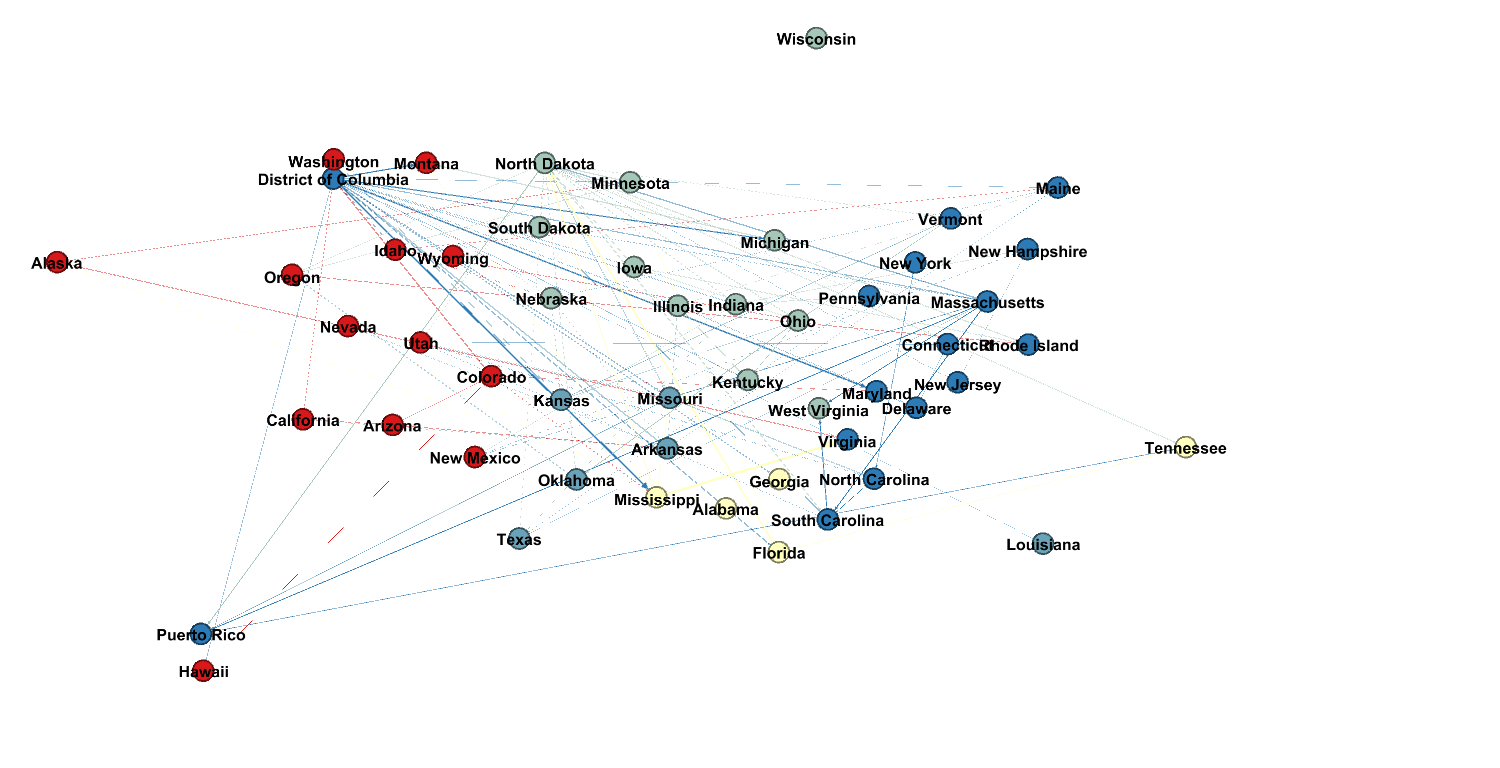 Wisconsin
Washington
Montana
North Dakota
District of Columbia
Minnesota
Maine
Vermont
South Dakota
Michigan
Idaho
Wyoming
New Hampshire
Alaska
New York
Iowa
Oregon
Nebraska
Illinois
Indiana
Pennsylvania
Massachusetts
Ohio
Nevada
Utah
Connecticut
Rhode Island
Colorado
Kentucky
New Jersey
Kansas
Missouri
Maryland
West Virginia
Delaware
California
Arizona
Virginia
Arkansas
Tennessee
New Mexico
Oklahoma
Georgia
North Carolina
Mississippi
Alabama
South Carolina
Texas
Florida
Louisiana
Puerto Rico
Hawaii